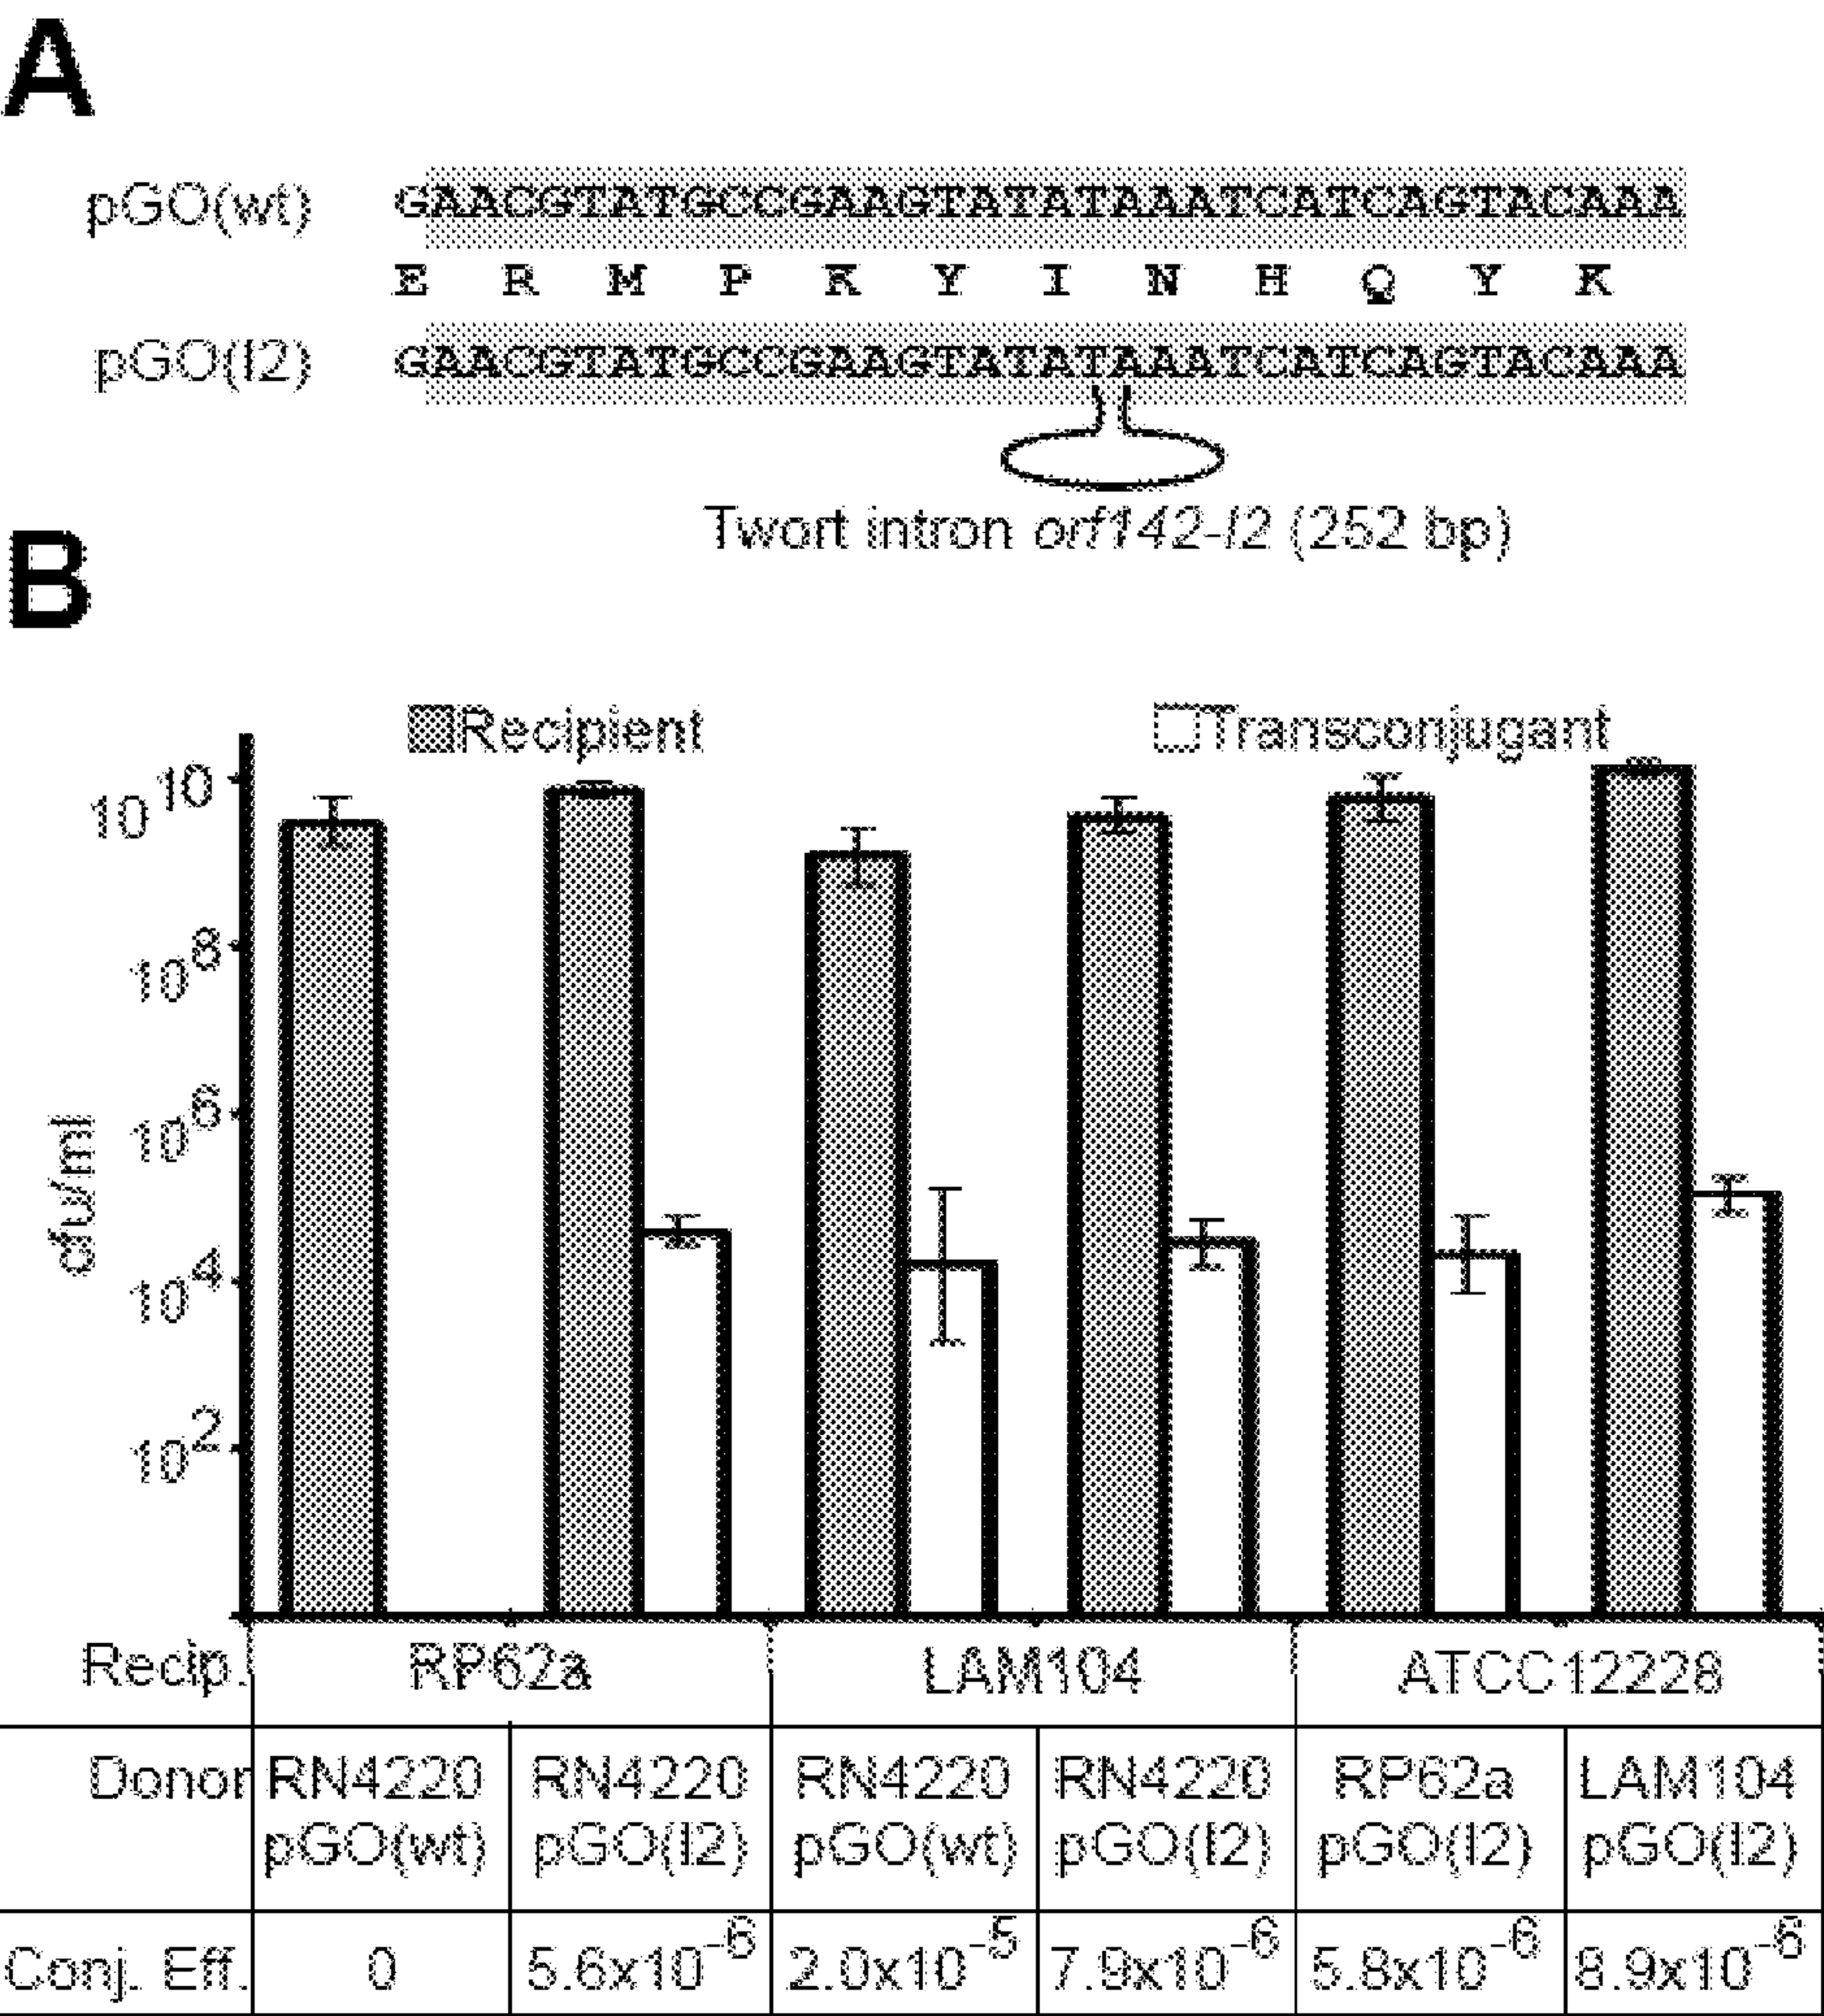 A
pGO(wt) GAACGTATGCCGAAGTATATAAATCATCAGTACAAA
E R M P K Y I N H Q Y K
pGO(I2) GAACGTATGCCGAAGTATATAAATCATCAGTACAAA
Twort intron orf142-I2 (252 bp)
B
Recipient Transconjugant
10^10
10^8
10^6
10^4
10^2
cfu/ml
Recip. RP62a LAM104 ATCC12228
Donor RN4220 RN4220 RN4220 RN4220 RP62a LAM104
pGO(wt) pGO(I2) pGO(wt) pGO(I2) pGO(I2) pGO(I2)
Conj. Eff. 0 5.6x10^-6 2.0x10^-5 7.9x10^-6 5.8x10^-6 8.9x10^-6